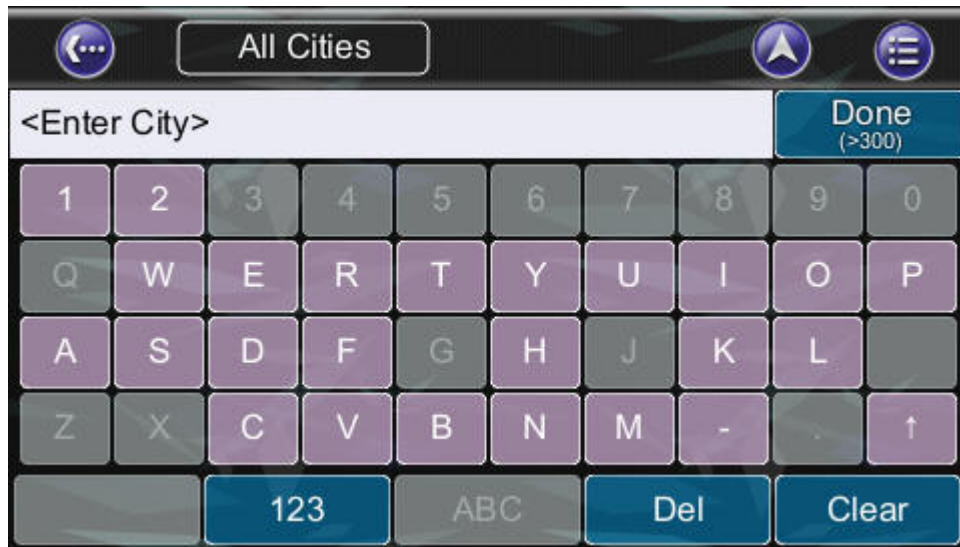 All Cities
<Enter City>
Done
(>300)
1 2 3 4 5 6 7 8 9 0
Q W E R T Y U I O P
A S D F G H J K L
Z X C V B N M - . ↑
123 ABC Del Clear